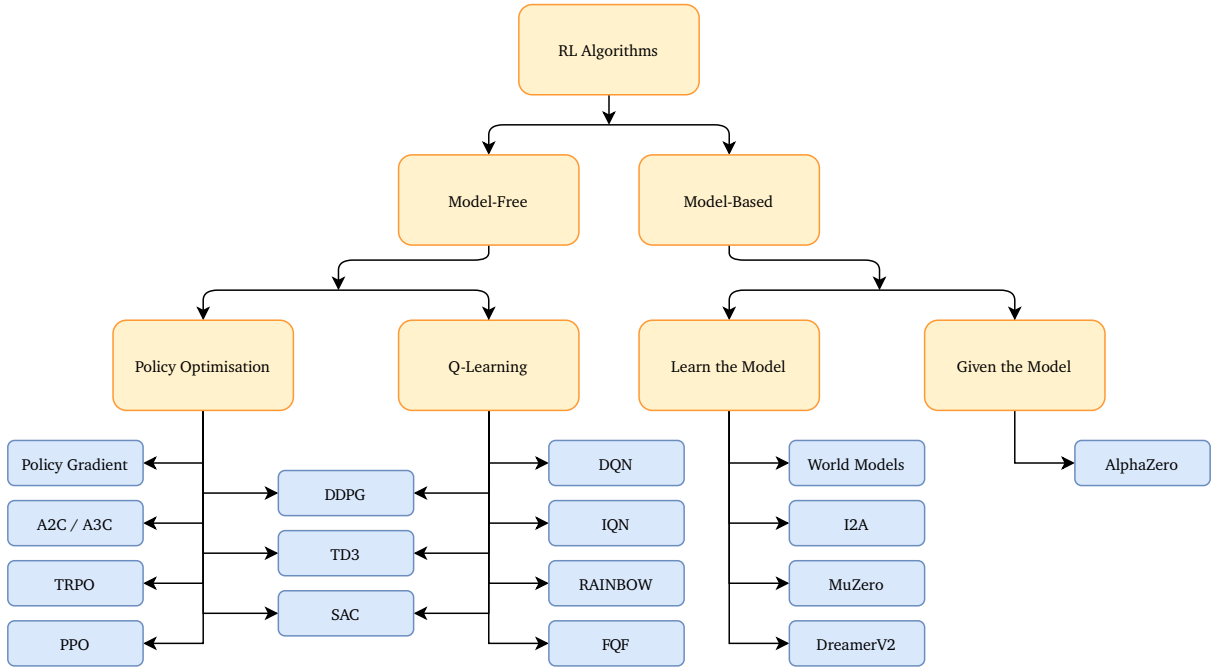 RL Algorithms
Model-Free
Model-Based
Policy Optimisation
Q-Learning
Learn the Model
Given the Model
Policy Gradient
DQN
World Models
AlphaZero
DDPG
A2C / A3C
IQN
I2A
TD3
TRPO
RAINBOW
MuZero
SAC
PPO
FQF
DreamerV2